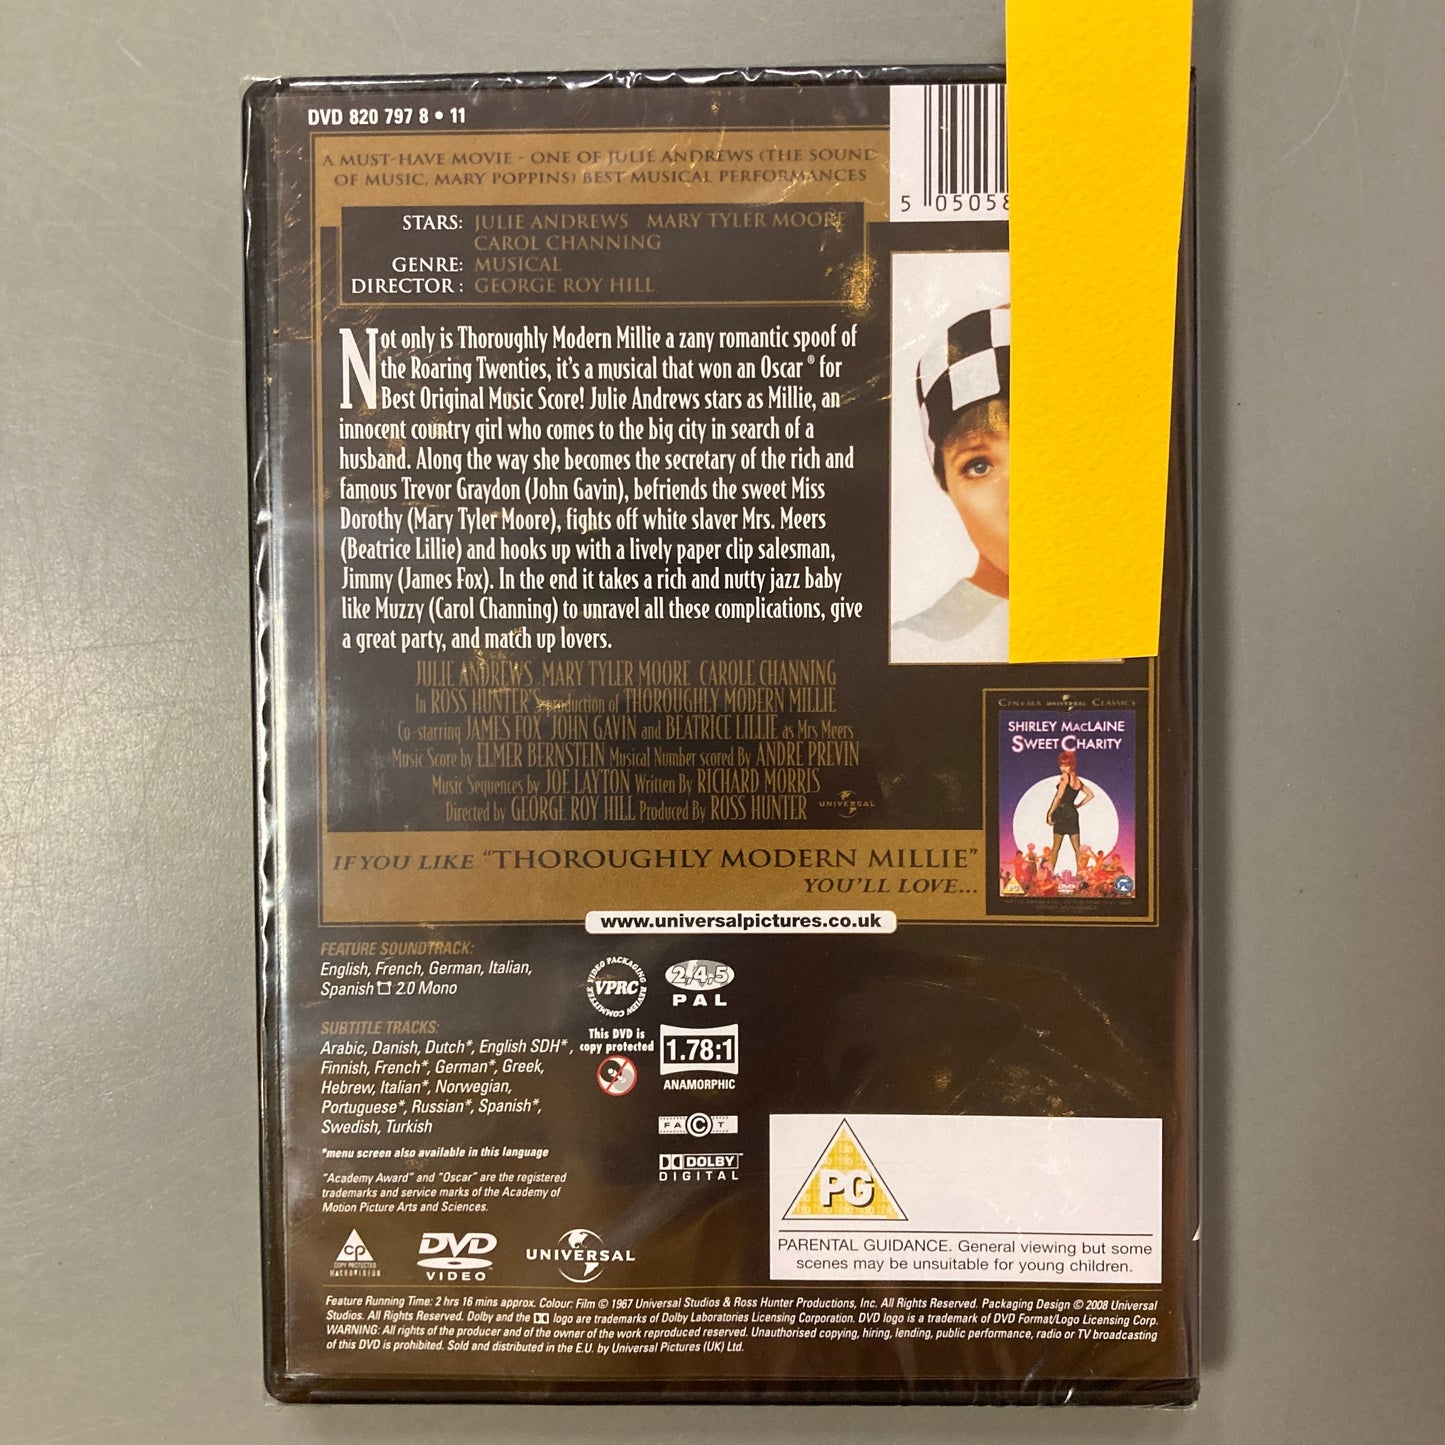 DVD 820 797 8 • 11
A MUST-HAVE MOVIE - ONE OF JULIE ANDREWS (THE SOUND
OF MUSIC, MARY POPPINS) BEST MUSICAL PERFORMANCES
5 05058
STARS: JULIE ANDREWS MARY TYLER MOORE
CAROL CHANNING
GENRE: MUSICAL
DIRECTOR : GEORGE ROY HILL
Not only is Thoroughly Modern Millie a zany romantic spoof of
the Roaring Twenties, it's a musical that won an Oscar® for
Best Original Music Score! Julie Andrews stars as Millie, an
innocent country girl who comes to the big city in search of a
husband. Along the way she becomes the secretary of the rich and
famous Trevor Graydon (John Gavin), befriends the sweet Miss
Dorothy (Mary Tyler Moore), fights off white slaver Mrs. Meers
(Beatrice Lillie) and hooks up with a lively paper clip salesman,
Jimmy (James Fox). In the end it takes a rich and nutty jazz baby
like Muzzy (Carol Channing) to unravel all these complications, give
a great party, and match up lovers.
JULIE ANDREWS MARY TYLER MOORE CAROLE CHANNING
In ROSS HUNTER'S production of THOROUGHLY MODERN MILLIE
Co-starring JAMES FOX JOHN GAVIN and BEATRICE LILLIE as Mrs Meers
Music Score by ELMER BERNSTEIN Musical Number scored By ANDRE PREVIN
Music Sequences by JOE LAYTON Written By RICHARD MORRIS
Directed by GEORGE ROY HILL Produced By ROSS HUNTER
UNIVERSAL
CINEMA UNIVERSAL CLASSICS
SHIRLEY MACLAINE
SWEET CHARITY
PG DVD
IF YOU LIKE "THOROUGHLY MODERN MILLIE"
YOU'LL LOVE...
www.universalpictures.co.uk
FEATURE SOUNDTRACK:
English, French, German, Italian,
Spanish 2.0 Mono
SUBTITLE TRACKS:
Arabic, Danish, Dutch*, English SDH*,
Finnish, French*, German*, Greek,
Hebrew, Italian*, Norwegian,
Portuguese*, Russian*, Spanish*,
Swedish, Turkish
*menu screen also available in this language
"Academy Award" and "Oscar" are the registered
trademarks and service marks of the Academy of
Motion Picture Arts and Sciences.
VIDEO PACKAGING REVIEW COMMITTEE
VPRC
2,4,5
PAL
This DVD is
copy protected
1.78:1
ANAMORPHIC
FACT
DOLBY
DIGITAL
CP
COPY PROTECTED
MACROVISION
DVD
VIDEO
UNIVERSAL
PG
PARENTAL GUIDANCE. General viewing but some
scenes may be unsuitable for young children.
Feature Running Time: 2 hrs 16 mins approx. Colour: Film © 1967 Universal Studios & Ross Hunter Productions, Inc. All Rights Reserved. Packaging Design © 2008 Universal
Studios. All Rights Reserved. Dolby and the logo are trademarks of Dolby Laboratories Licensing Corporation. DVD logo is a trademark of DVD Format/Logo Licensing Corp.
WARNING: All rights of the producer and of the owner of the work reproduced reserved. Unauthorised copying, hiring, lending, public performance, radio or TV broadcasting
of this DVD is prohibited. Sold and distributed in the E.U. by Universal Pictures (UK) Ltd.